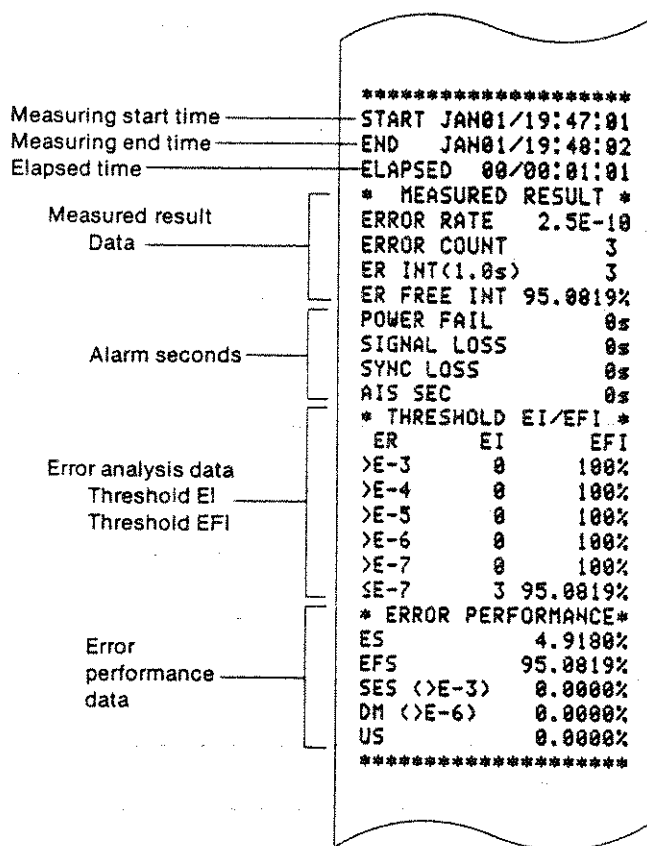 ********************
Measuring start time
START JAN01/19:47:01
Measuring end time
END JAN01/19:48:02
Elapsed time
ELAPSED 00/00:01:01
Measured result
Data
* MEASURED RESULT *
ERROR RATE 2.5E-10
ERROR COUNT 3
ER INT(1.0s) 3
ER FREE INT 95.0819%
Alarm seconds
POWER FAIL 0s
SIGNAL LOSS 0s
SYNC LOSS 0s
AIS SEC 0s
Error analysis data
Threshold EI
Threshold EFI
* THRESHOLD EI/EFI *
ER EI EFI
>E-3 0 100%
>E-4 0 100%
>E-5 0 100%
>E-6 0 100%
>E-7 0 100%
≤E-7 3 95.0819%
Error
performance
data
* ERROR PERFORMANCE*
ES 4.9180%
EFS 95.0819%
SES (>E-3) 0.0000%
DM (>E-6) 0.0000%
US 0.0000%
********************